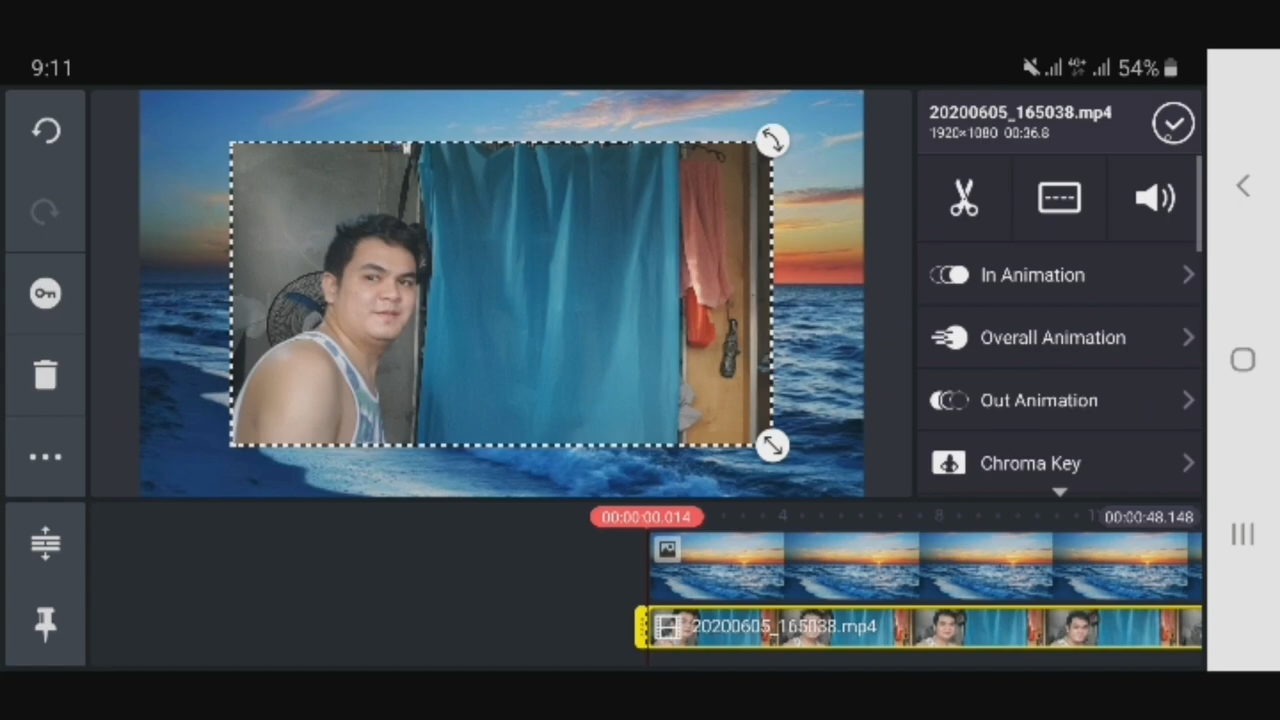 9:11
4G+
54%
20200605_165038.mp4
1920×1080 00:36.8
In Animation
Overall Animation
Out Animation
Chroma Key
00:00:00.014
4
8
00:00:48.148
20200605_165038.mp4